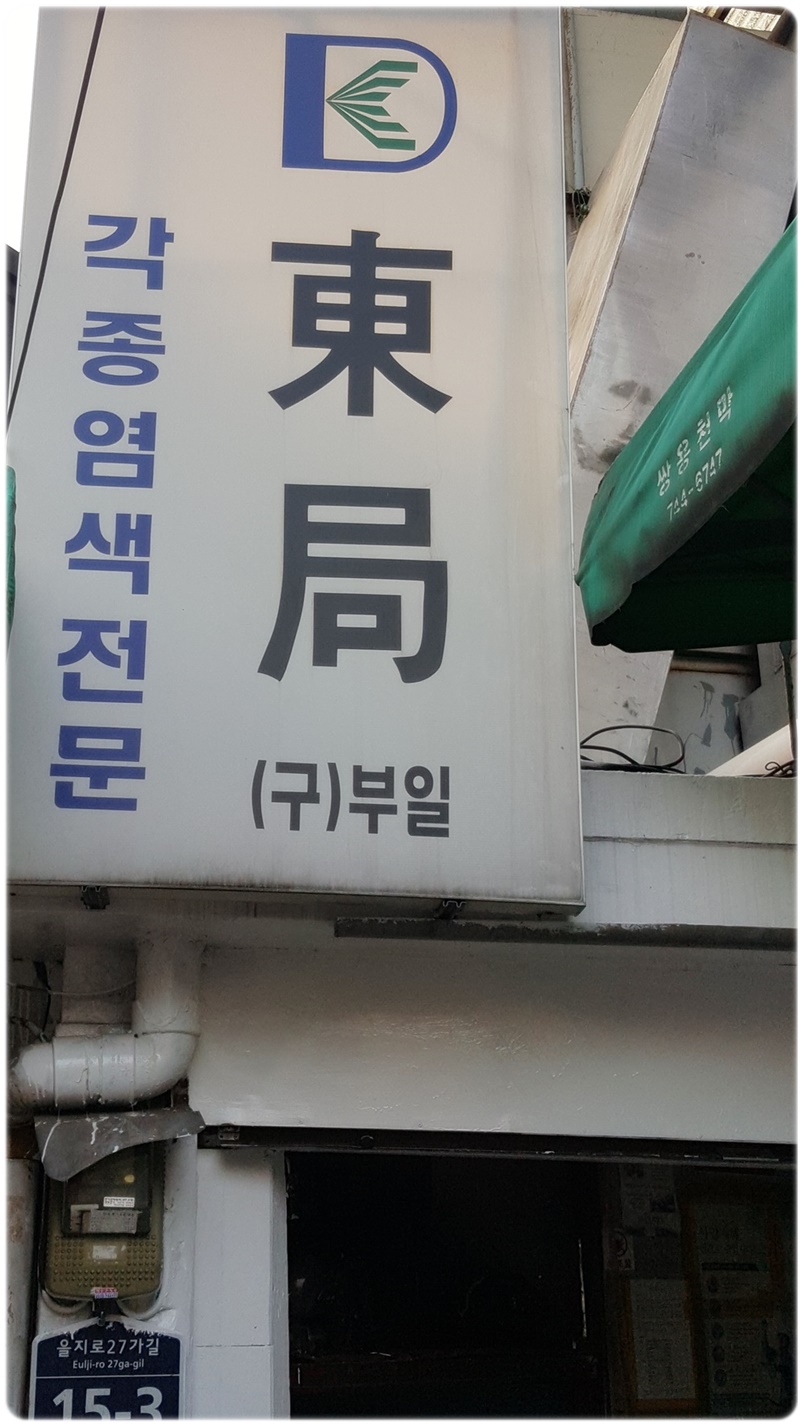 東局
(구)부일
각종염색전문
쌍용천막
744-6747
을지로27가길
Eulji-ro 27ga-gil
15-3